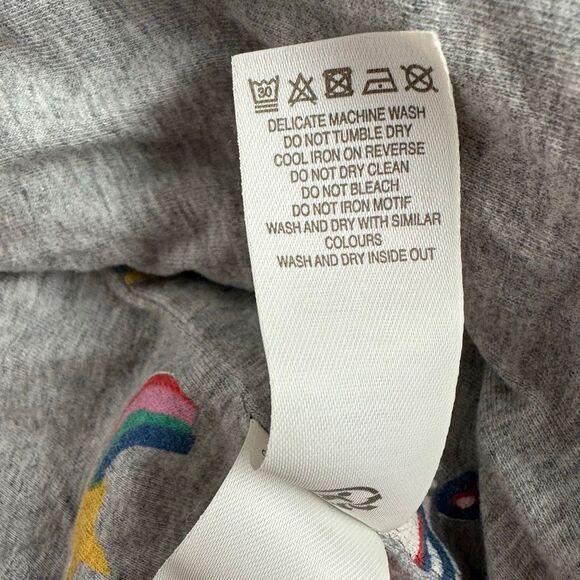 30
DELICATE MACHINE WASH
DO NOT TUMBLE DRY
COOL IRON ON REVERSE
DO NOT DRY CLEAN
DO NOT BLEACH
DO NOT IRON MOTIF
WASH AND DRY WITH SIMILAR
COLOURS
WASH AND DRY INSIDE OUT